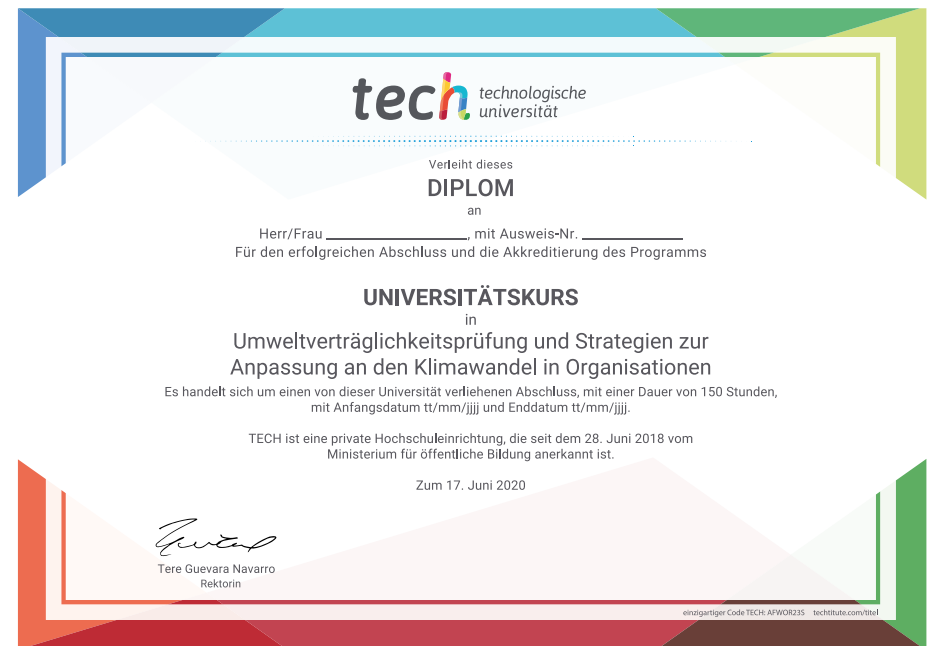 tech technologische
universität
Verleiht dieses
DIPLOM
an
Herr/Frau ____________, mit Ausweis-Nr. ____________
Für den erfolgreichen Abschluss und die Akkreditierung des Programms
UNIVERSITÄTSKURS
in
Umweltverträglichkeitsprüfung und Strategien zur
Anpassung an den Klimawandel in Organisationen
Es handelt sich um einen von dieser Universität verliehenen Abschluss, mit einer Dauer von 150 Stunden,
mit Anfangsdatum tt/mm/jjjj und Enddatum tt/mm/jjjj.
TECH ist eine private Hochschuleinrichtung, die seit dem 28. Juni 2018 vom
Ministerium für öffentliche Bildung anerkannt ist.
Zum 17. Juni 2020
Tere Guevara Navarro
Rektorin
einzigartiger Code TECH: AFWOR23S techtitute.com/titel